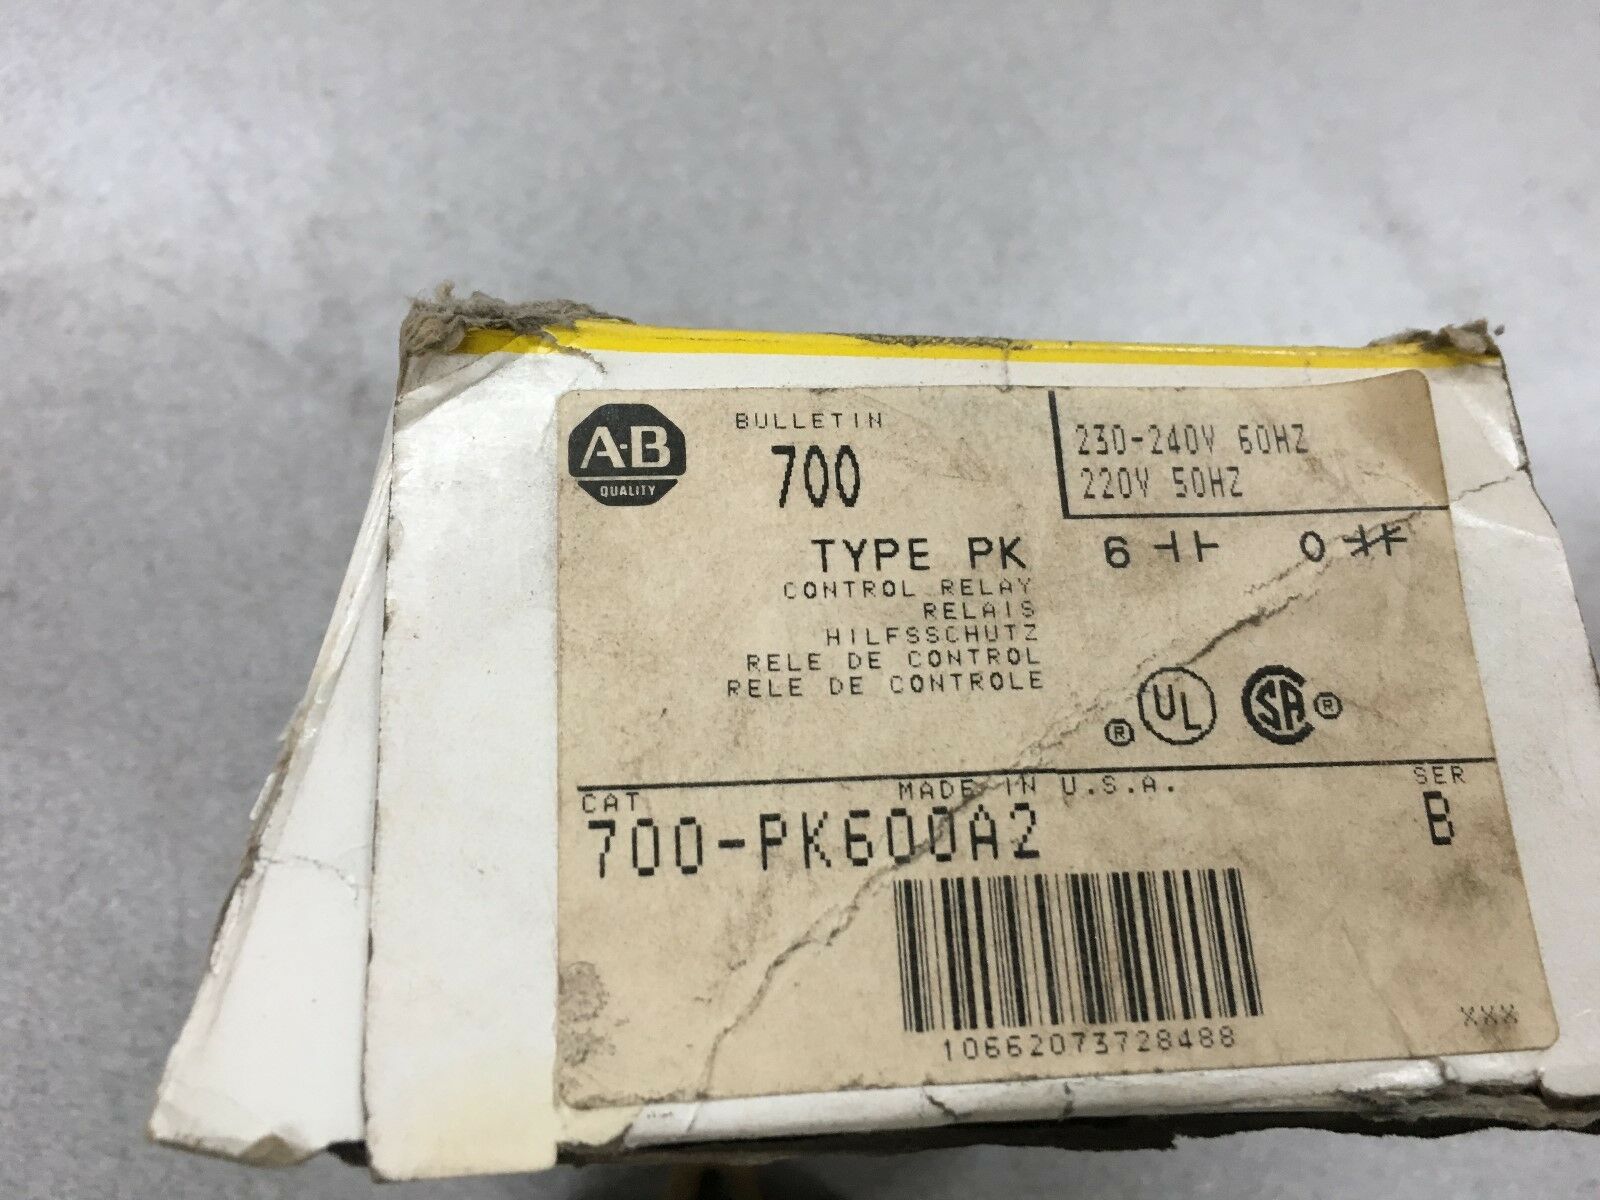 A-B
QUALITY
BULLETIN
700
230-240V 60HZ
220V 50HZ
TYPE PK
6 0
CONTROL RELAY
RELAIS
HILFSSCHUTZ
RELE DE CONTROL
RELE DE CONTROLE
® UL SA ®
MADE IN U.S.A.
CAT
SER
700-PK600A2
B
10662073728488
XXX